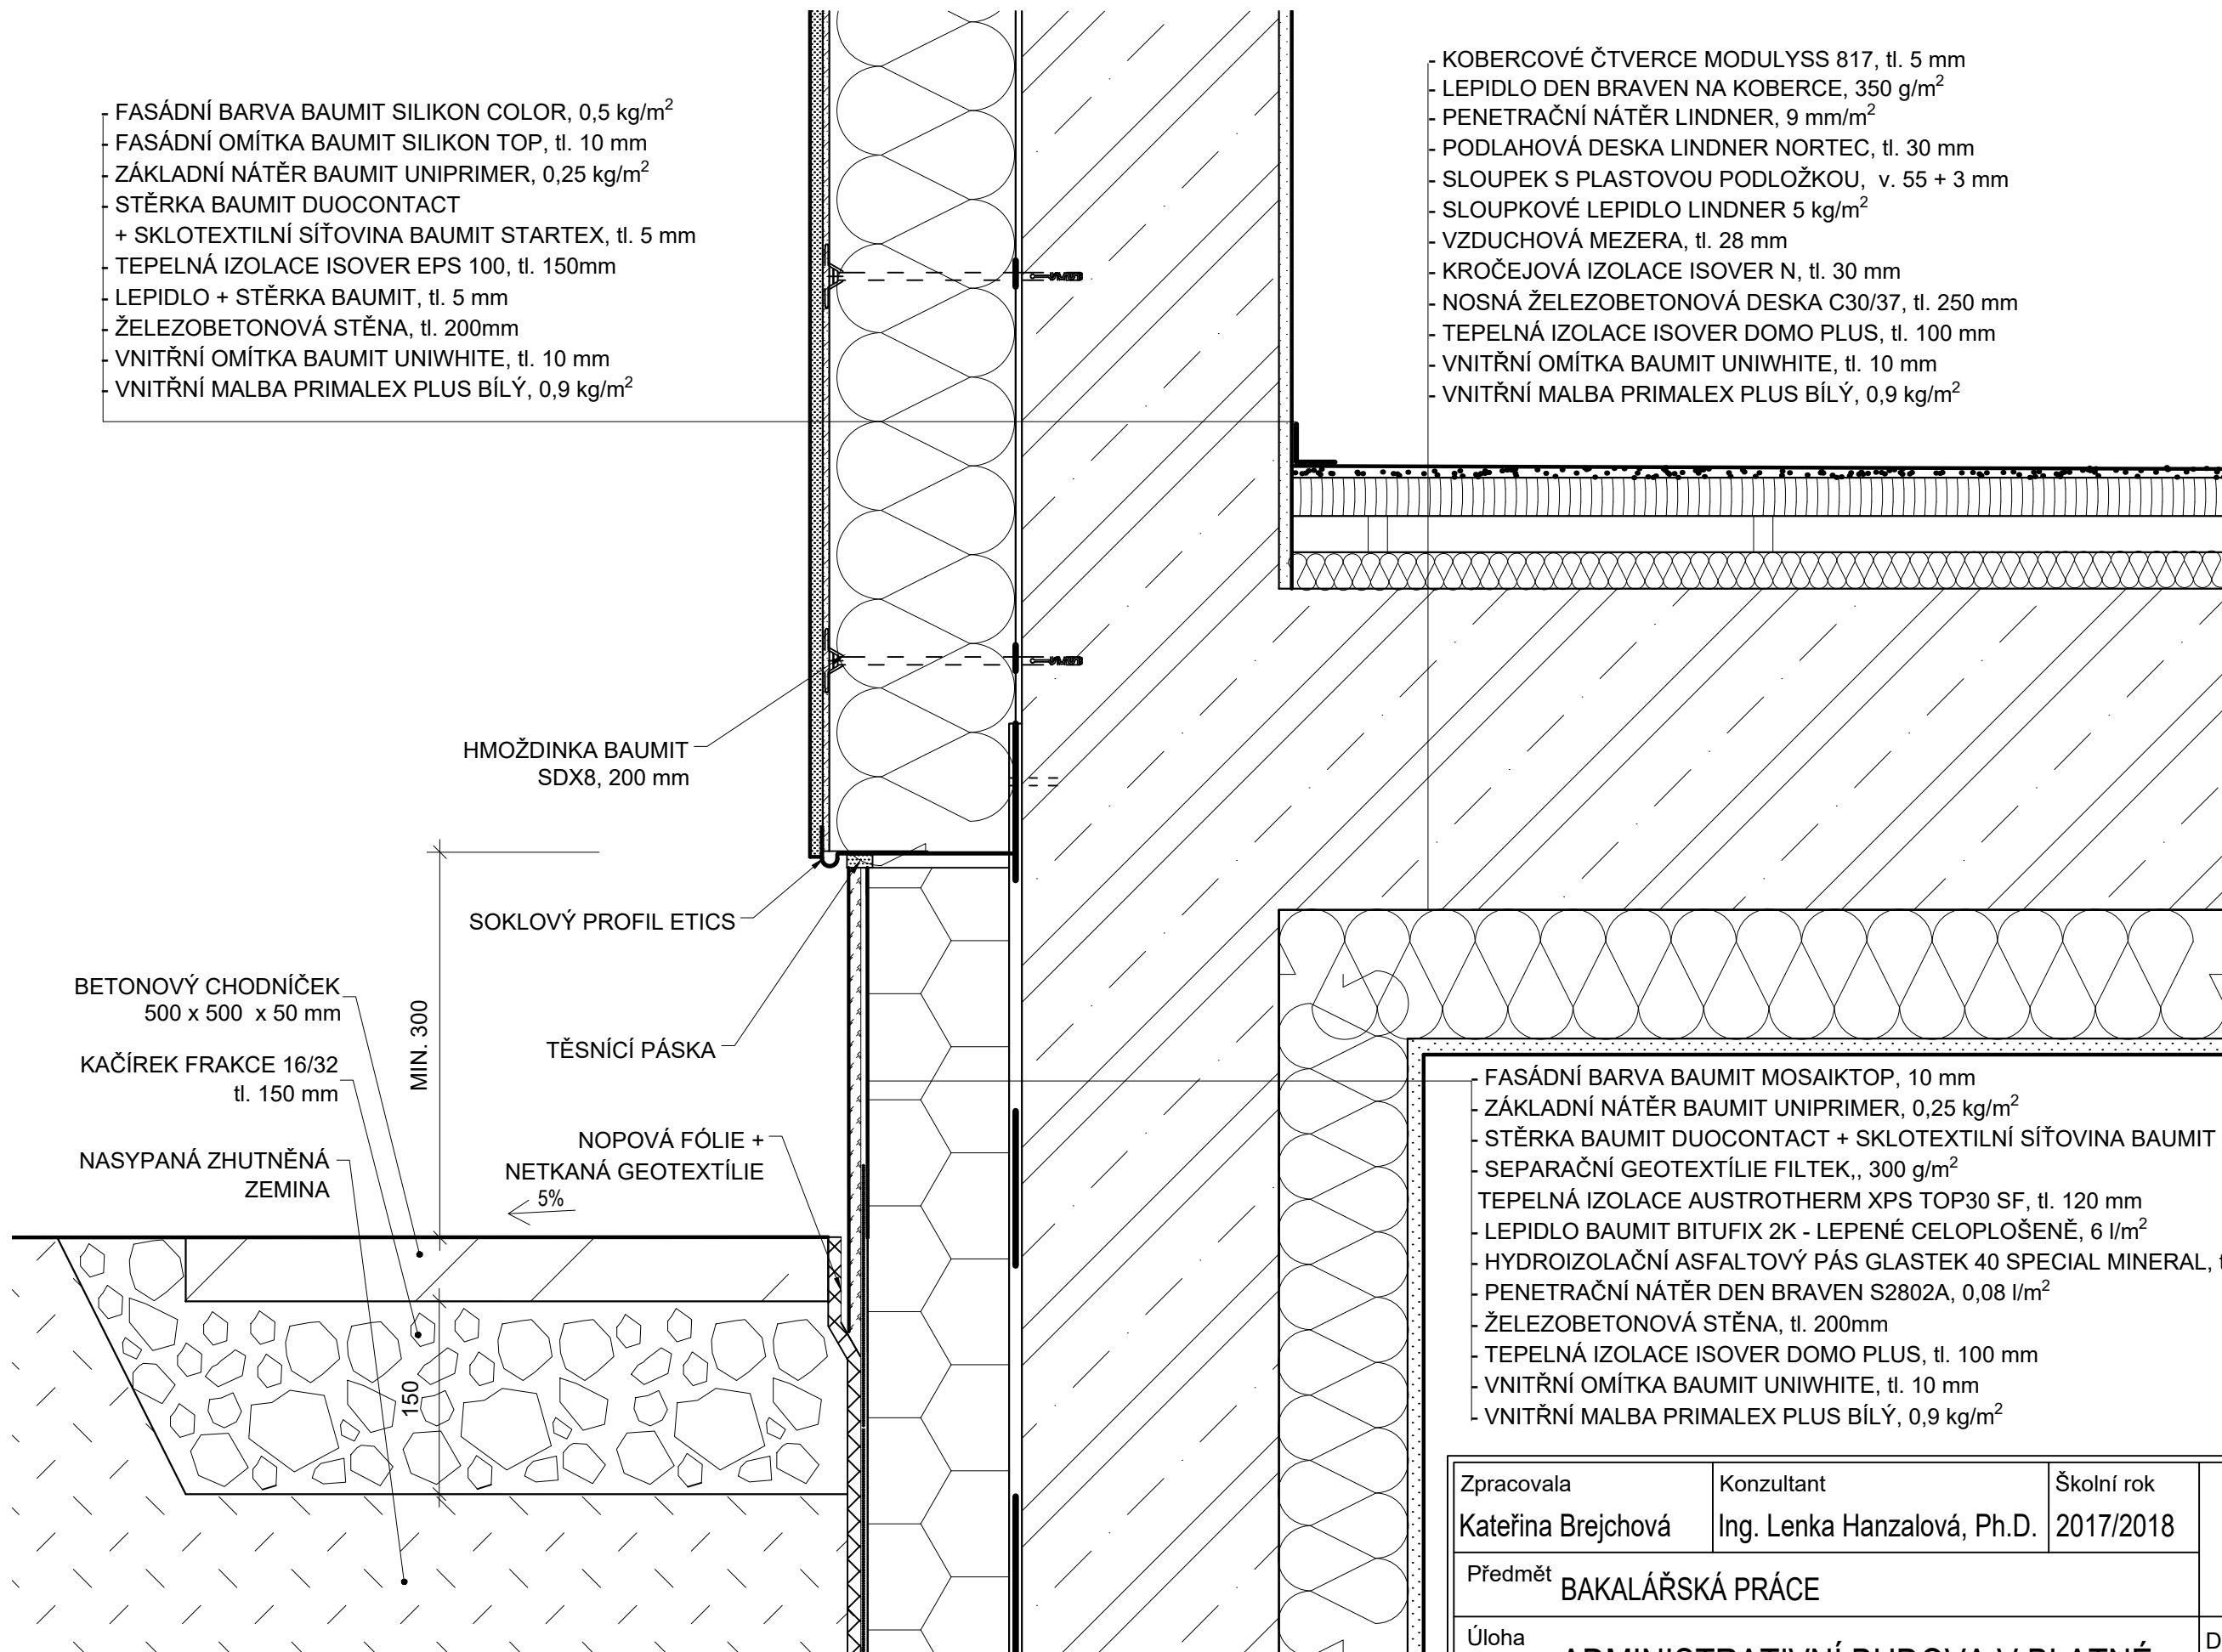 - FASÁDNÍ BARVA BAUMIT SILIKON COLOR, 0,5 kg/m²
- FASÁDNÍ OMÍTKA BAUMIT SILIKON TOP, tl. 10 mm
- ZÁKLADNÍ NÁTĚR BAUMIT UNIPRIMER, 0,25 kg/m²
- STĚRKA BAUMIT DUOCONTACT
+ SKLOTEXTILNÍ SÍŤOVINA BAUMIT STARTEX, tl. 5 mm
- TEPELNÁ IZOLACE ISOVER EPS 100, tl. 150mm
- LEPIDLO + STĚRKA BAUMIT, tl. 5 mm
- ŽELEZOBETONOVÁ STĚNA, tl. 200mm
- VNITŘNÍ OMÍTKA BAUMIT UNIWHITE, tl. 10 mm
- VNITŘNÍ MALBA PRIMALEX PLUS BÍLÝ, 0,9 kg/m²
- KOBERCOVÉ ČTVERCE MODULYSS 817, tl. 5 mm
- LEPIDLO DEN BRAVEN NA KOBERCE, 350 g/m²
- PENETRAČNÍ NÁTĚR LINDNER, 9 mm/m²
- PODLAHOVÁ DESKA LINDNER NORTEC, tl. 30 mm
- SLOUPEK S PLASTOVOU PODLOŽKOU, v. 55 + 3 mm
- SLOUPKOVÉ LEPIDLO LINDNER 5 kg/m²
- VZDUCHOVÁ MEZERA, tl. 28 mm
- KROČEJOVÁ IZOLACE ISOVER N, tl. 30 mm
- NOSNÁ ŽELEZOBETONOVÁ DESKA C30/37, tl. 250 mm
- TEPELNÁ IZOLACE ISOVER DOMO PLUS, tl. 100 mm
- VNITŘNÍ OMÍTKA BAUMIT UNIWHITE, tl. 10 mm
- VNITŘNÍ MALBA PRIMALEX PLUS BÍLÝ, 0,9 kg/m²
HMOŽDINKA BAUMIT
SDX8, 200 mm
SOKLOVÝ PROFIL ETICS
BETONOVÝ CHODNÍČEK
500 x 500 x 50 mm
MIN. 300
TĚSNÍCÍ PÁSKA
KAČÍREK FRAKCE 16/32
tl. 150 mm
NOPOVÁ FÓLIE +
NETKANÁ GEOTEXTÍLIE
NASYPANÁ ZHUTNĚNÁ
ZEMINA
5%
150
- FASÁDNÍ BARVA BAUMIT MOSAIKTOP, 10 mm
- ZÁKLADNÍ NÁTĚR BAUMIT UNIPRIMER, 0,25 kg/m²
- STĚRKA BAUMIT DUOCONTACT + SKLOTEXTILNÍ SÍŤOVINA BAUMIT
- SEPARAČNÍ GEOTEXTÍLIE FILTEK,, 300 g/m²
TEPELNÁ IZOLACE AUSTROTHERM XPS TOP30 SF, tl. 120 mm
- LEPIDLO BAUMIT BITUFIX 2K - LEPENÉ CELOPLOŠENĚ, 6 l/m²
- HYDROIZOLAČNÍ ASFALTOVÝ PÁS GLASTEK 40 SPECIAL MINERAL,
- PENETRAČNÍ NÁTĚR DEN BRAVEN S2802A, 0,08 l/m²
- ŽELEZOBETONOVÁ STĚNA, tl. 200mm
- TEPELNÁ IZOLACE ISOVER DOMO PLUS, tl. 100 mm
- VNITŘNÍ OMÍTKA BAUMIT UNIWHITE, tl. 10 mm
- VNITŘNÍ MALBA PRIMALEX PLUS BÍLÝ, 0,9 kg/m²
Zpracovala
Kateřina Brejchová
Konzultant
Ing. Lenka Hanzalová, Ph.D.
Školní rok
2017/2018
Předmět
BAKALÁŘSKÁ PRÁCE
Úloha
ADMINISTRATIVNÍ BUDOVA V BLATNÉ